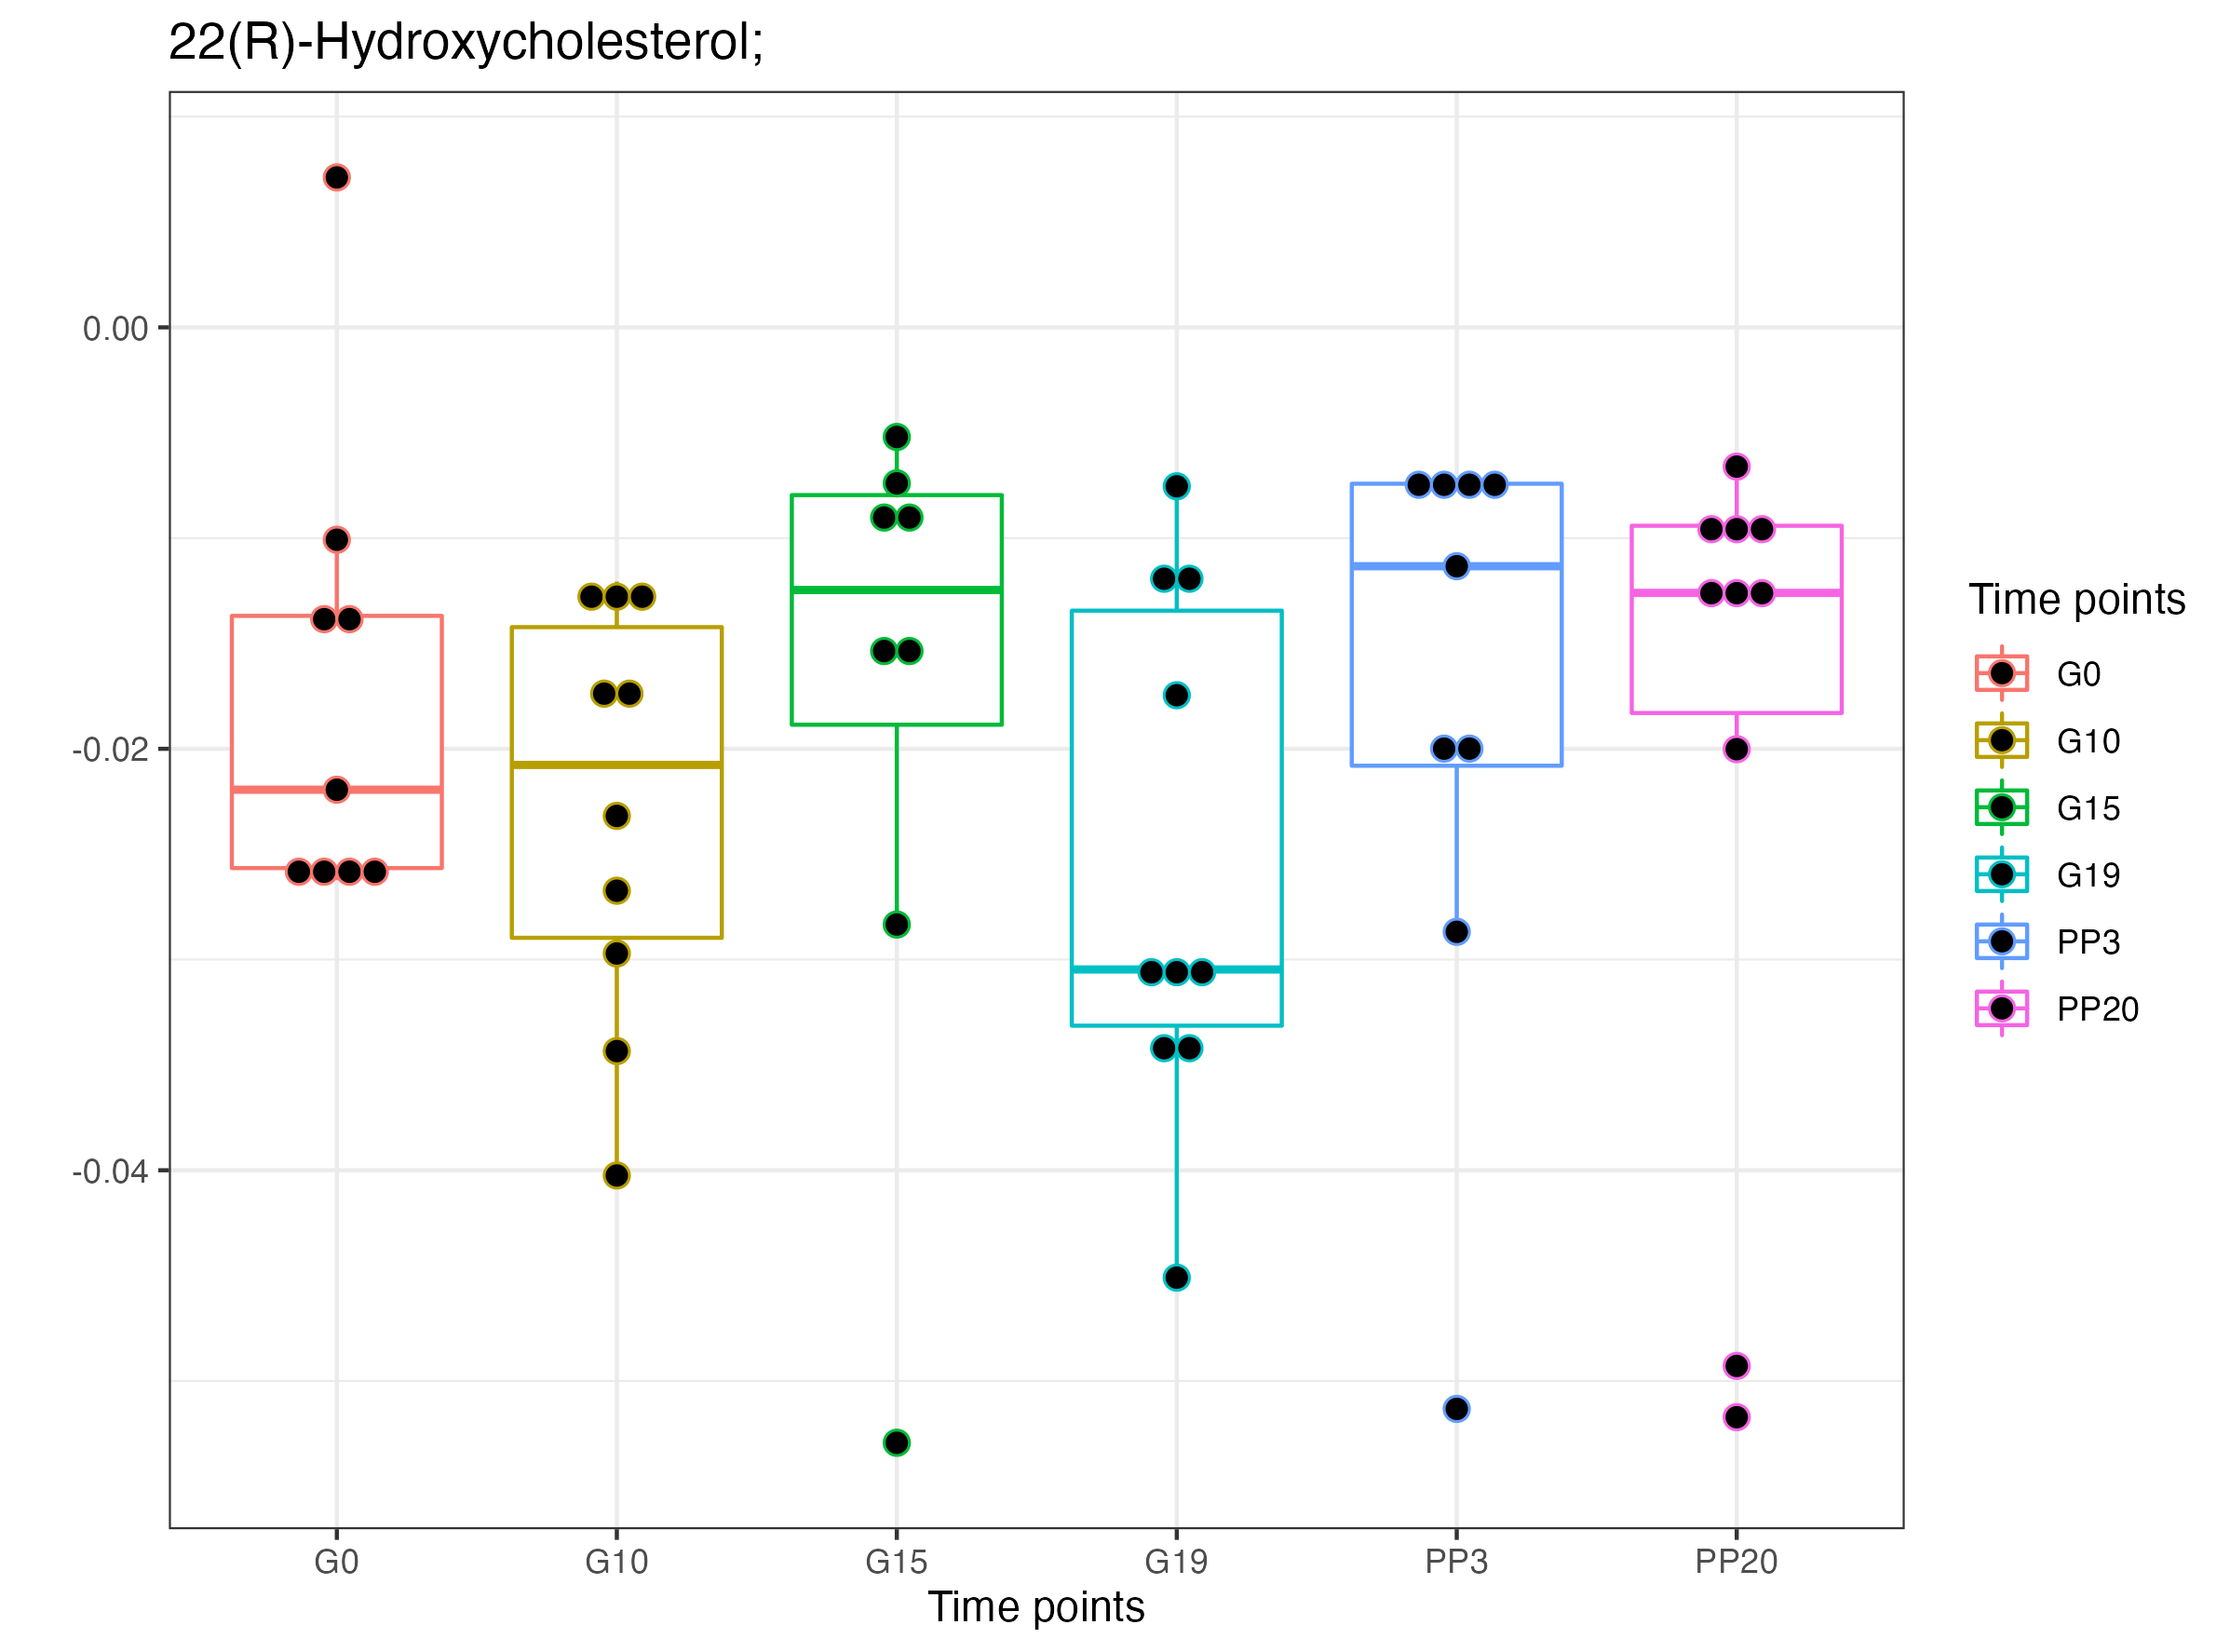 22(R)-Hydroxycholesterol;
0.00
-0.02
-0.04
G0 G10 G15 G19 PP3 PP20
Time points
Time points
G0
G10
G15
G19
PP3
PP20